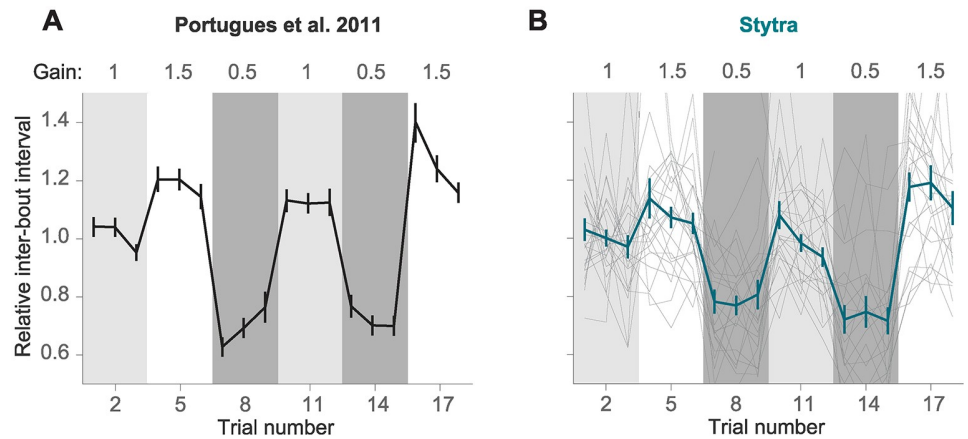 A Portugues et al. 2011
Gain: 1 1.5 0.5 1 0.5 1.5
Relative inter-bout interval
1.4
1.2
1.0
0.8
0.6
2 5 8 11 14 17
Trial number
B Stytra
1 1.5 0.5 1 0.5 1.5
2 5 8 11 14 17
Trial number